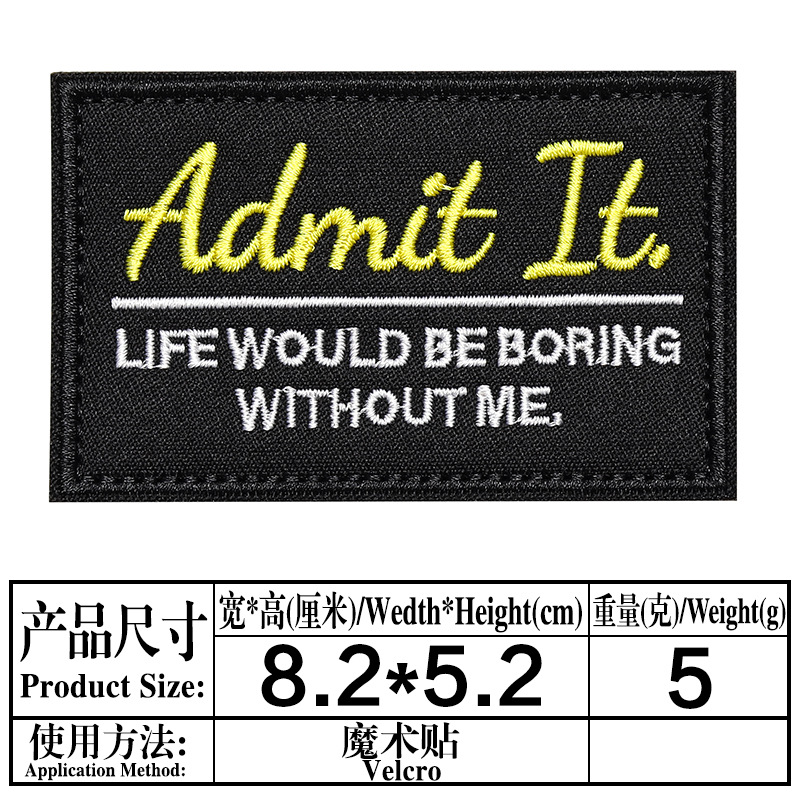 Admit It.
LIFE WOULD BE BORING
WITHOUT ME.
产品尺寸
Product Size:
宽*高(厘米)/Wedth*Height(cm)
重量(克)/Weight(g)
8.2*5.2
5
使用方法:
Application Method:
魔术贴
Velcro